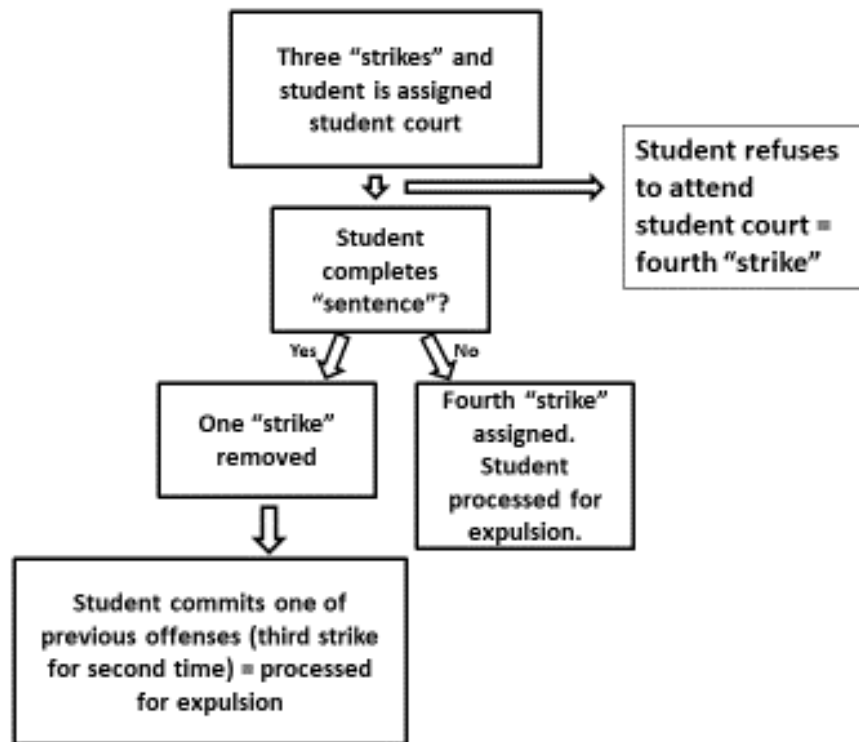 Three “strikes” and
student is assigned
student court
Student refuses
to attend
student court =
fourth “strike”
Student
completes
“sentence”?
Yes
No
One “strike”
removed
Fourth “strike”
assigned.
Student
processed for
expulsion.
Student commits one of
previous offenses (third strike
for second time) = processed
for expulsion